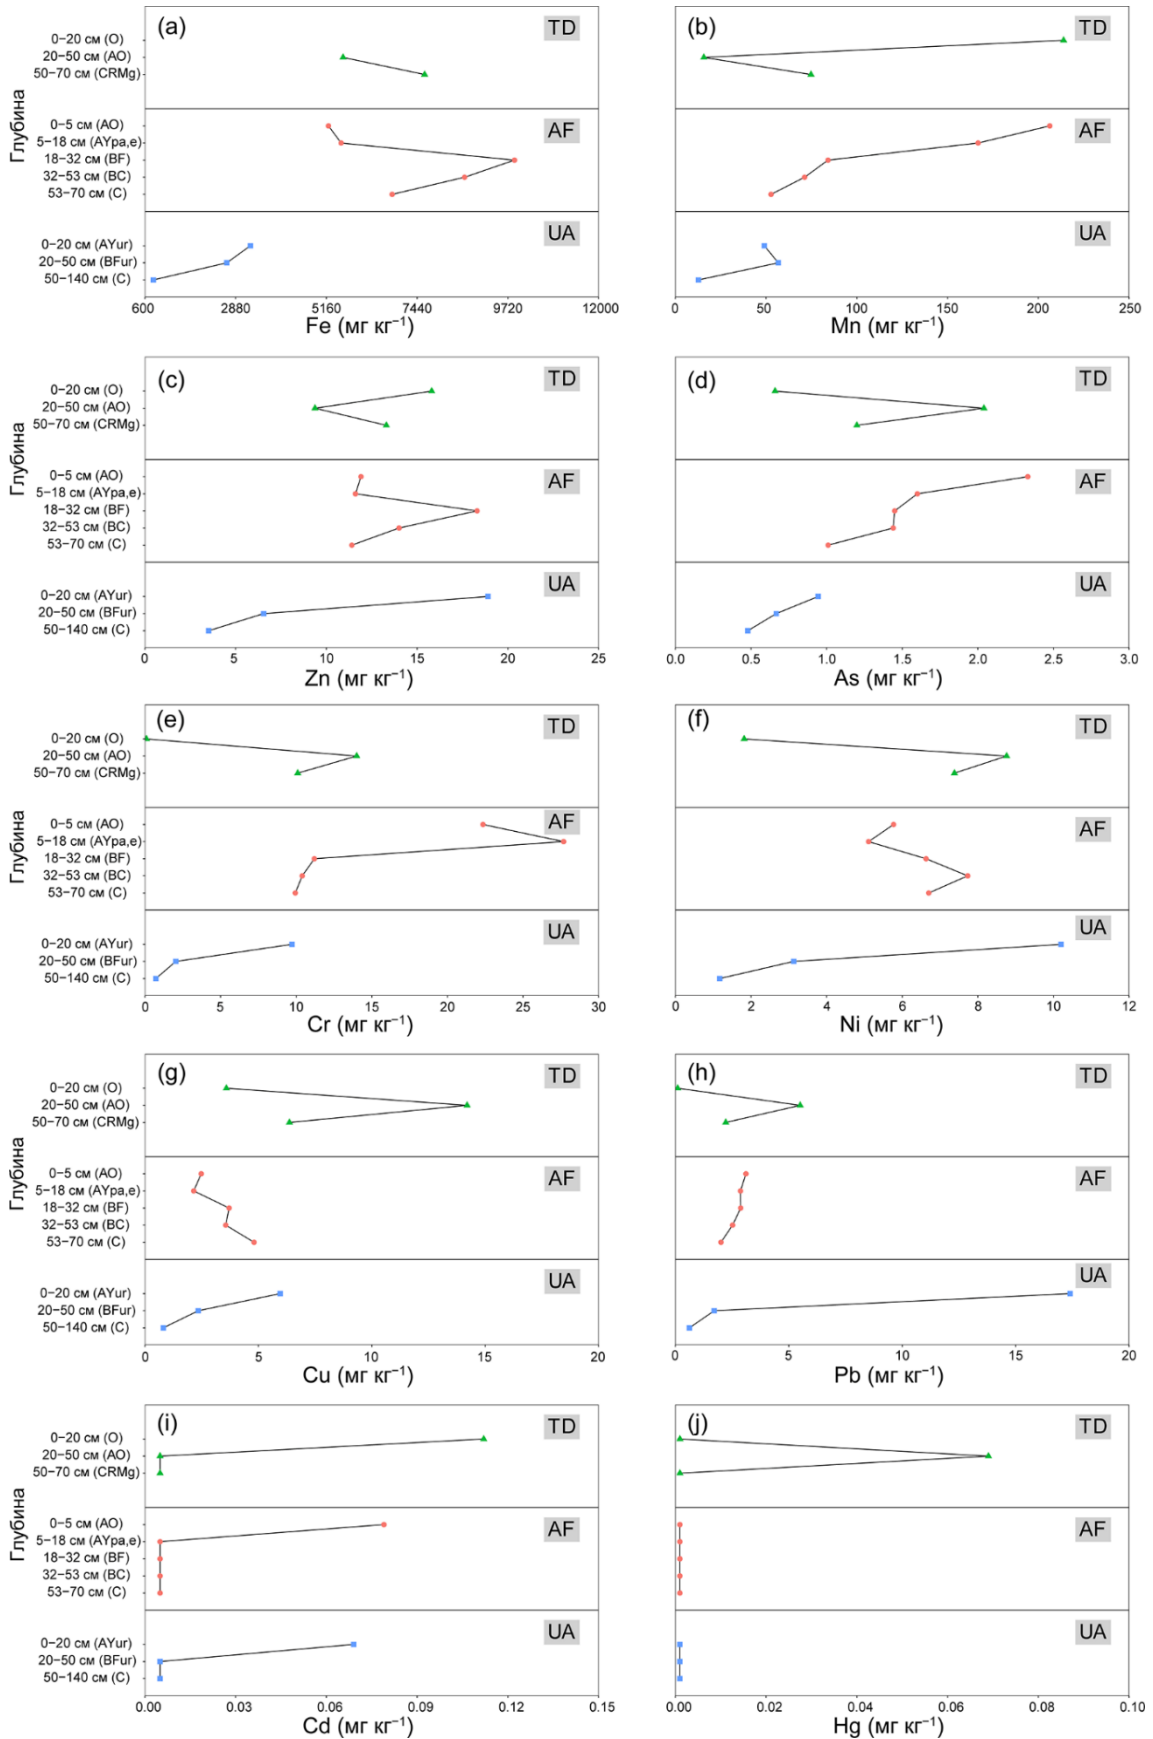 (a)
TD
0−20 см (O)
20−50 см (AO)
50−70 см (CRMg)
Глубина
AF
0−5 см (AO)
5−18 см (AYpa,e)
18−32 см (BF)
32−53 см (BC)
53−70 см (C)
UA
0−20 см (AYur)
20−50 см (BFur)
50−140 см (C)
600 2880 5160 7440 9720 12000
Fe (мг кг⁻¹)
(b)
TD
AF
UA
0 50 100 150 200 250
Mn (мг кг⁻¹)
(c)
TD
0−20 см (O)
20−50 см (AO)
50−70 см (CRMg)
Глубина
AF
0−5 см (AO)
5−18 см (AYpa,e)
18−32 см (BF)
32−53 см (BC)
53−70 см (C)
UA
0−20 см (AYur)
20−50 см (BFur)
50−140 см (C)
0 5 10 15 20 25
Zn (мг кг⁻¹)
(d)
TD
AF
UA
0.0 0.5 1.0 1.5 2.0 2.5 3.0
As (мг кг⁻¹)
(e)
TD
0−20 см (O)
20−50 см (AO)
50−70 см (CRMg)
Глубина
AF
0−5 см (AO)
5−18 см (AYpa,e)
18−32 см (BF)
32−53 см (BC)
53−70 см (C)
UA
0−20 см (AYur)
20−50 см (BFur)
50−140 см (C)
0 5 10 15 20 25 30
Cr (мг кг⁻¹)
(f)
TD
AF
UA
0 2 4 6 8 10 12
Ni (мг кг⁻¹)
(g)
TD
0−20 см (O)
20−50 см (AO)
50−70 см (CRMg)
Глубина
AF
0−5 см (AO)
5−18 см (AYpa,e)
18−32 см (BF)
32−53 см (BC)
53−70 см (C)
UA
0−20 см (AYur)
20−50 см (BFur)
50−140 см (C)
0 5 10 15 20
Cu (мг кг⁻¹)
(h)
TD
AF
UA
0 5 10 15 20
Pb (мг кг⁻¹)
(i)
TD
0−20 см (O)
20−50 см (AO)
50−70 см (CRMg)
Глубина
AF
0−5 см (AO)
5−18 см (AYpa,e)
18−32 см (BF)
32−53 см (BC)
53−70 см (C)
UA
0−20 см (AYur)
20−50 см (BFur)
50−140 см (C)
0.00 0.03 0.06 0.09 0.12 0.15
Cd (мг кг⁻¹)
(j)
TD
AF
UA
0.00 0.02 0.04 0.06 0.08 0.10
Hg (мг кг⁻¹)